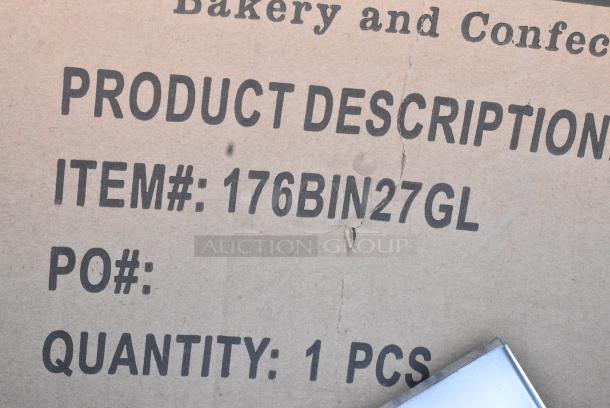 Bakery and Confec
PRODUCT DESCRIPTION
ITEM#: 176BIN27GL
AUCTION GROUP
PO#:
QUANTITY: 1 PCS